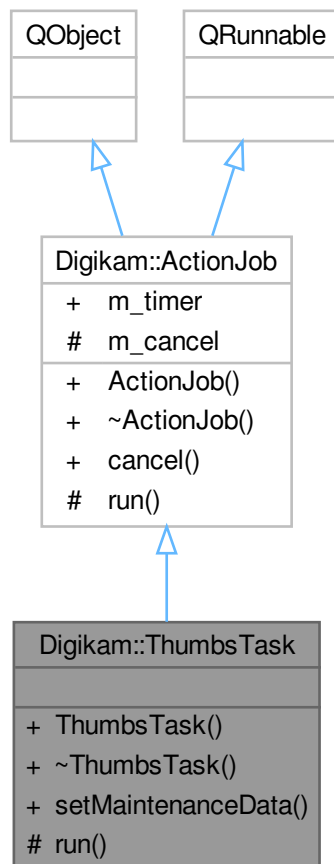 QObject
QRunnable
Digikam::ActionJob
+ m_timer
# m_cancel
+ ActionJob()
+ ~ActionJob()
+ cancel()
# run()
Digikam::ThumbsTask
+ ThumbsTask()
+ ~ThumbsTask()
+ setMaintenanceData()
# run()